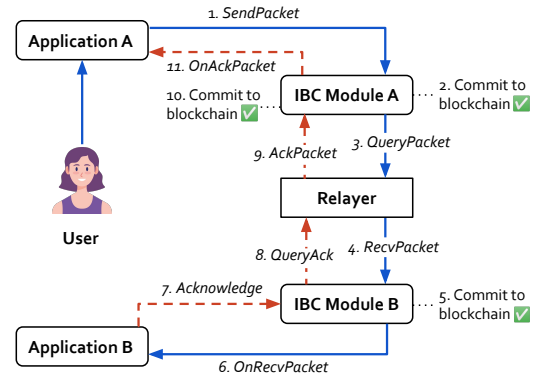 1. SendPacket
Application A
11. OnAckPacket
10. Commit to
blockchain ✅
IBC Module A
2. Commit to
blockchain ✅
9. AckPacket
3. QueryPacket
Relayer
User
8. QueryAck
4. RecvPacket
7. Acknowledge
IBC Module B
5. Commit to
blockchain ✅
Application B
6. OnRecvPacket